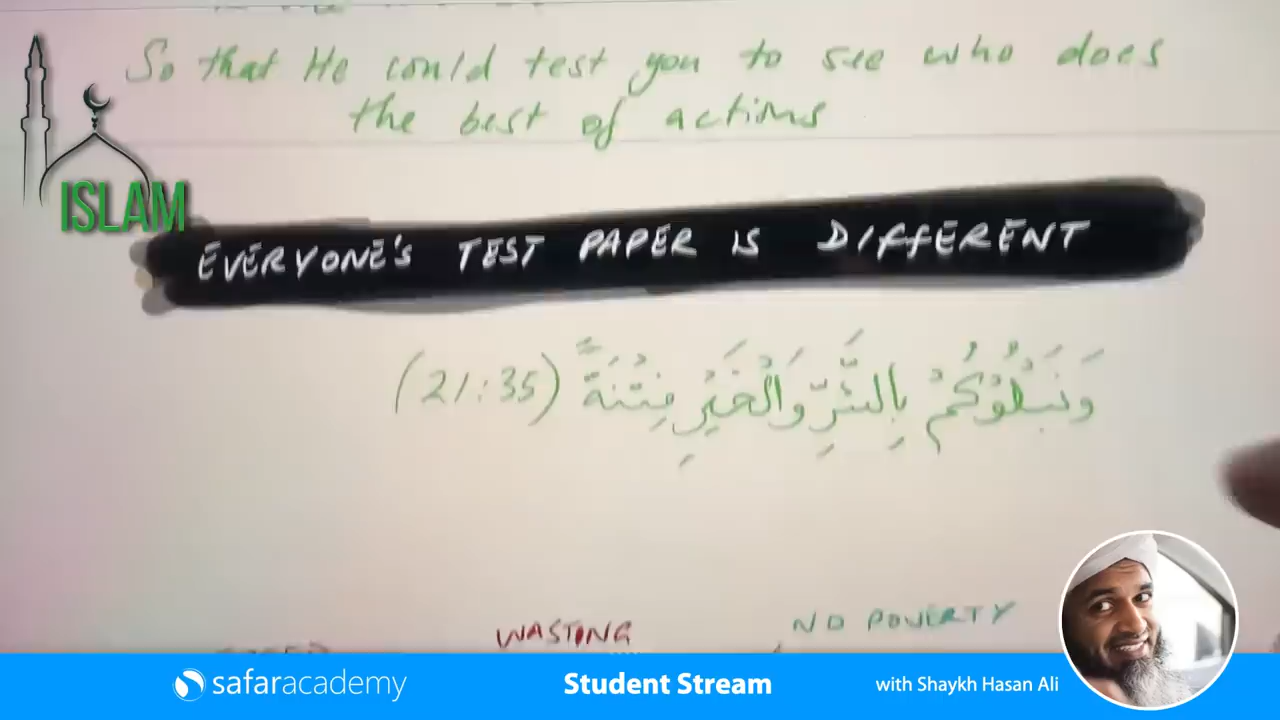 So that He could test you to see who does
the best of actions
ISLAM
EVERYONE'S TEST PAPER IS DIFFERENT
وَنَبْلُوْكُمْ بِالشَّرِّ وَالْخَيْرِ فِتْنَةً (21:35)
WASTING
NO POVERTY
safaracademy
Student Stream
with Shaykh Hasan Ali